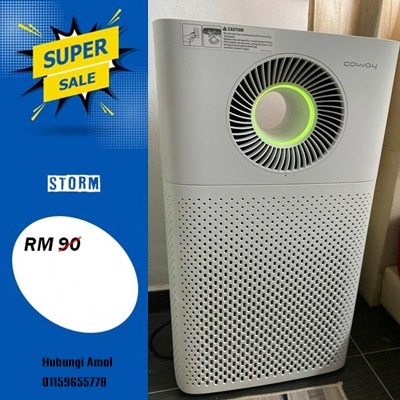 SUPER
SALE
STORM
RM 90
Hubungi Amal
01159655778
CAUTION
coway